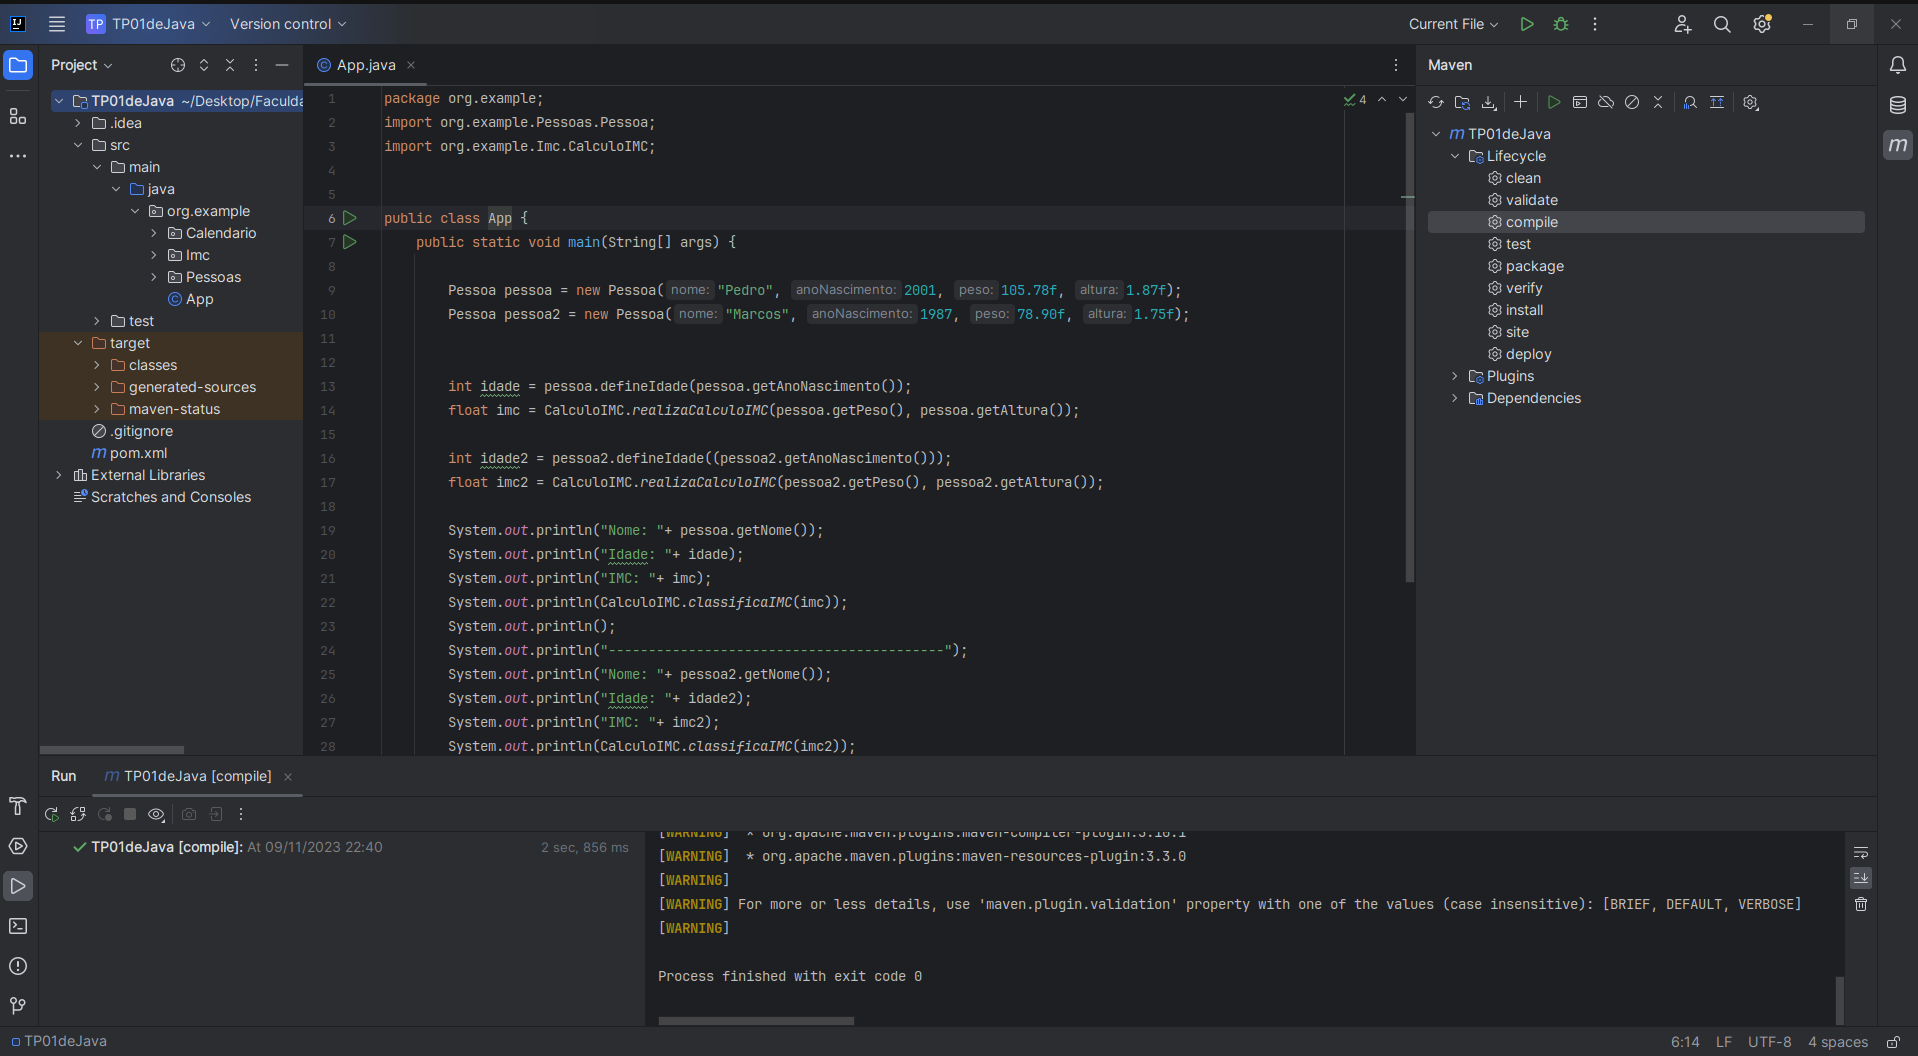 TP TP01deJava Version control Current File
Project
TP01deJava ~/Desktop/Faculda
.idea
src
main
java
org.example
Calendario
Imc
Pessoas
App
test
target
classes
generated-sources
maven-status
.gitignore
pom.xml
External Libraries
Scratches and Consoles
App.java
4
1 package org.example;
2 import org.example.Pessoas.Pessoa;
3 import org.example.Imc.CalculoIMC;
4
5
6 public class App {
7 public static void main(String[] args) {
8
9 Pessoa pessoa = new Pessoa( nome: "Pedro", anoNascimento: 2001, peso: 105.78f, altura: 1.87f);
10 Pessoa pessoa2 = new Pessoa( nome: "Marcos", anoNascimento: 1987, peso: 78.90f, altura: 1.75f);
11
12
13 int idade = pessoa.defineIdade(pessoa.getAnoNascimento());
14 float imc = CalculoIMC.realizaCalculoIMC(pessoa.getPeso(), pessoa.getAltura());
15
16 int idade2 = pessoa2.defineIdade((pessoa2.getAnoNascimento()));
17 float imc2 = CalculoIMC.realizaCalculoIMC(pessoa2.getPeso(), pessoa2.getAltura());
18
19 System.out.println("Nome: "+ pessoa.getNome());
20 System.out.println("Idade: "+ idade);
21 System.out.println("IMC: "+ imc);
22 System.out.println(CalculoIMC.classificaIMC(imc));
23 System.out.println();
24 System.out.println("------------------------------------------");
25 System.out.println("Nome: "+ pessoa2.getNome());
26 System.out.println("Idade: "+ idade2);
27 System.out.println("IMC: "+ imc2);
28 System.out.println(CalculoIMC.classificaIMC(imc2));
Maven
m TP01deJava
Lifecycle
clean
validate
compile
test
package
verify
install
site
deploy
Plugins
Dependencies
Run TP01deJava [compile]
TP01deJava [compile]: At 09/11/2023 22:40 2 sec, 856 ms
[WARNING] * org.apache.maven.plugins:maven-compiler-plugin:3.10.1
[WARNING] * org.apache.maven.plugins:maven-resources-plugin:3.3.0
[WARNING]
[WARNING] For more or less details, use 'maven.plugin.validation' property with one of the values (case insensitive): [BRIEF, DEFAULT, VERBOSE]
[WARNING]
Process finished with exit code 0
TP01deJava 6:14 LF UTF-8 4 spaces